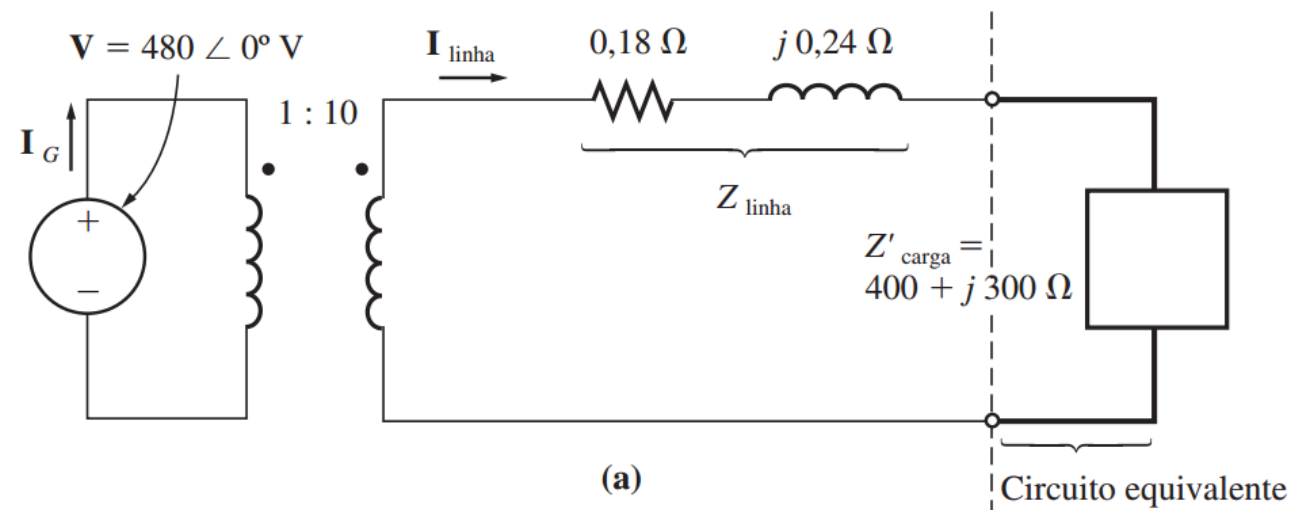 V = 480 ∠ 0º V
I linha
0,18 Ω
j 0,24 Ω
1 : 10
I G
+
−
Z linha
Z' carga =
400 + j 300 Ω
(a)
Circuito equivalente